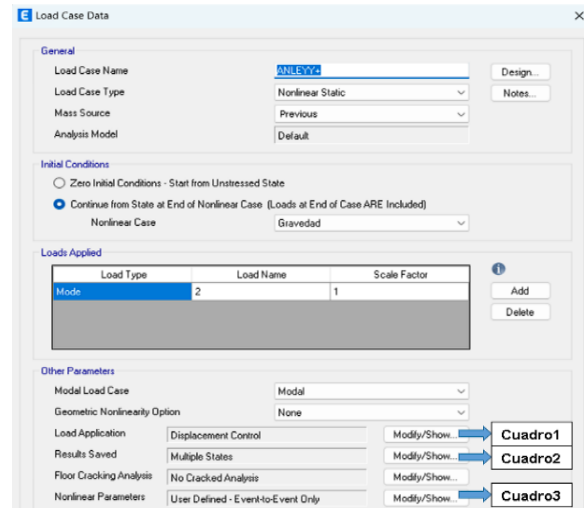 E Load Case Data
General
Load Case Name ANLEYY+ Design...
Load Case Type Nonlinear Static Notes...
Mass Source Previous
Analysis Model Default
Initial Conditions
Zero Initial Conditions - Start from Unstressed State
Continue from State at End of Nonlinear Case (Loads at End of Case ARE Included)
Nonlinear Case Gravedad
Loads Applied
Load Type Load Name Scale Factor
Mode 2 1 Add
Delete
Other Parameters
Modal Load Case Modal
Geometric Nonlinearity Option None
Load Application Displacement Control Modify/Show... Cuadro1
Results Saved Multiple States Modify/Show... Cuadro2
Floor Cracking Analysis No Cracked Analysis Modify/Show...
Nonlinear Parameters User Defined - Event-to-Event Only Modify/Show... Cuadro3